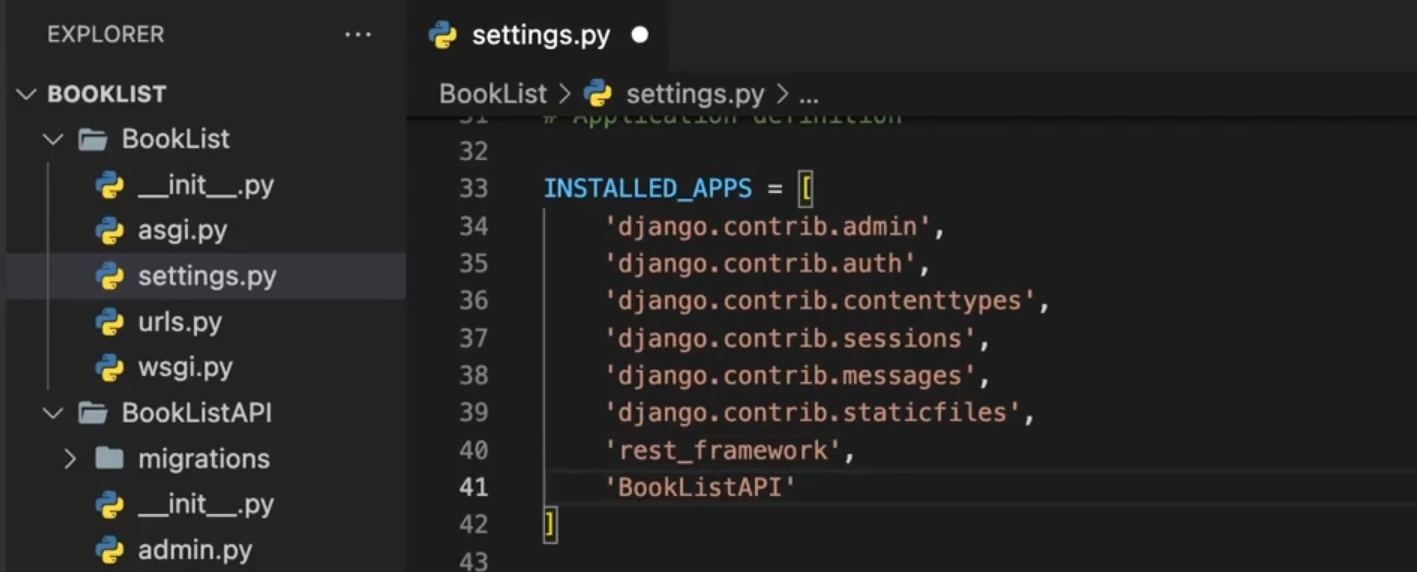 EXPLORER ...
BOOKLIST
BookList
__init__.py
asgi.py
settings.py
urls.py
wsgi.py
BookListAPI
migrations
__init__.py
admin.py
settings.py
BookList > settings.py > ...
31 # Application definition
32
33 INSTALLED_APPS = [
34 'django.contrib.admin',
35 'django.contrib.auth',
36 'django.contrib.contenttypes',
37 'django.contrib.sessions',
38 'django.contrib.messages',
39 'django.contrib.staticfiles',
40 'rest_framework',
41 'BookListAPI'
42 ]
43